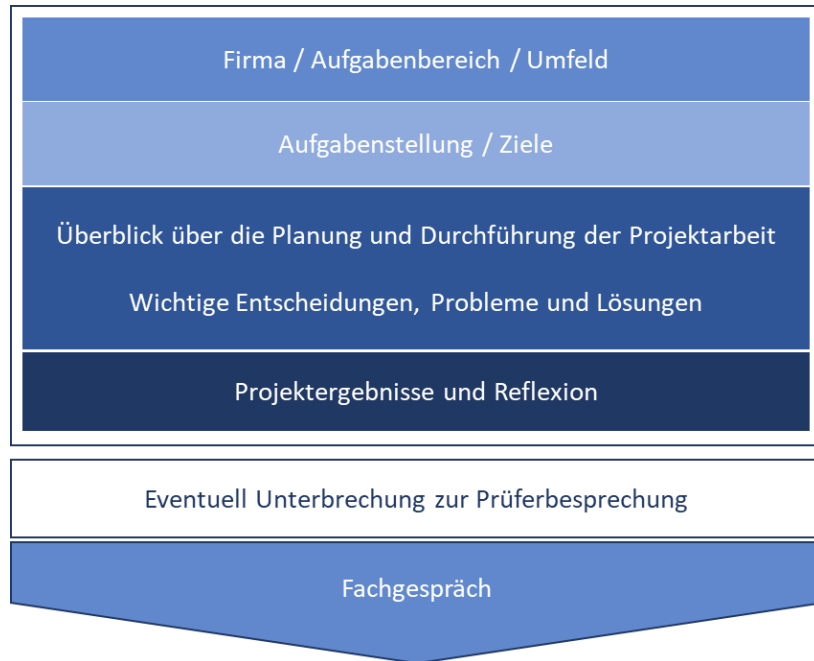 Firma / Aufgabenbereich / Umfeld
Aufgabenstellung / Ziele
Überblick über die Planung und Durchführung der Projektarbeit
Wichtige Entscheidungen, Probleme und Lösungen
Projektergebnisse und Reflexion
Eventuell Unterbrechung zur Prüferbesprechung
Fachgespräch